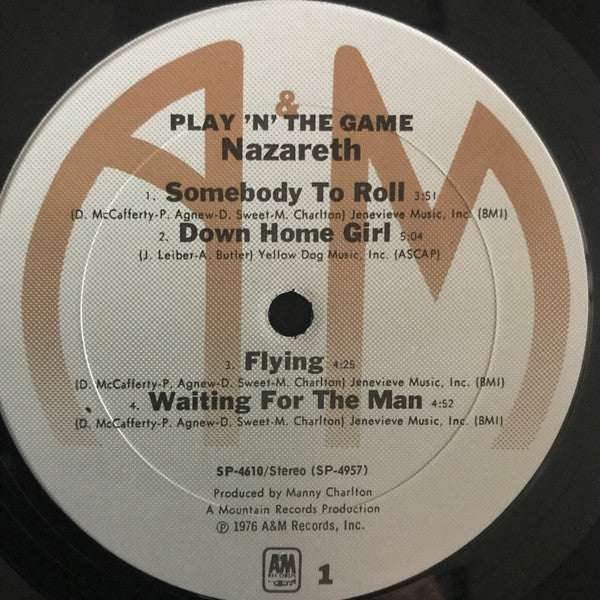 A&M
PLAY 'N' THE GAME
Nazareth
1. Somebody To Roll 3:51
(D. McCafferty-P. Agnew-D. Sweet-M. Charlton) Jenevieve Music, Inc. (BMI)
2. Down Home Girl 5:04
(J. Leiber-A. Butler) Yellow Dog Music, Inc. (ASCAP)
3. Flying 4:25
(D. McCafferty-P. Agnew-D. Sweet-M. Charlton) Jenevieve Music, Inc. (BMI)
4. Waiting For The Man 4:52
(D. McCafferty-P. Agnew-D. Sweet-M. Charlton) Jenevieve Music, Inc. (BMI)
SP-4610/Stereo (SP-4957)
Produced by Manny Charlton
A Mountain Records Production
℗ 1976 A&M Records, Inc.
A&M
RECORDS
1